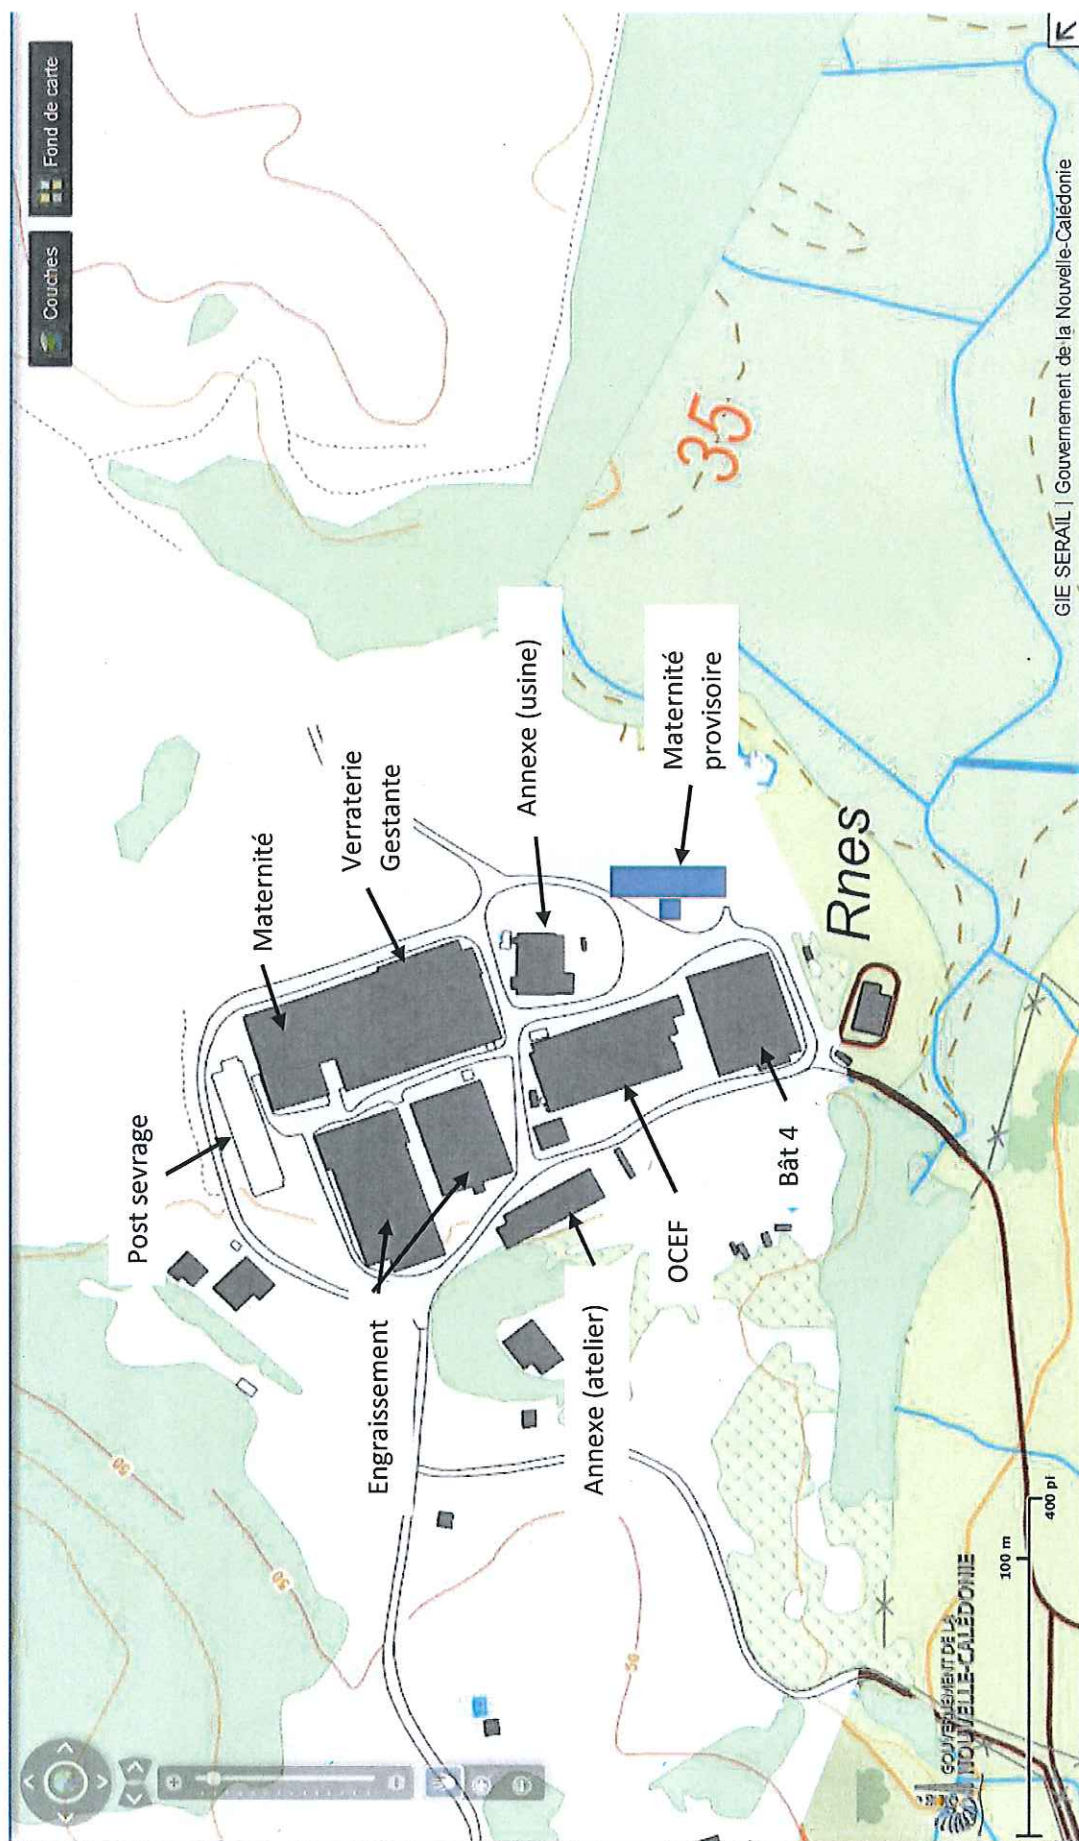 Couches
Fond de carte
Post sevrage
Maternité
Verraterie
Gestante
Engraissement
Annexe (usine)
Maternité
provisoire
Annexe (atelier)
OCEF
Bât 4
Rnes
35
50
50
GOUVERNEMENT DE LA
NOUVELLE-CALÉDONIE
100 m
400 pi
GIE SERAIL | Gouvernement de la Nouvelle-Calédonie